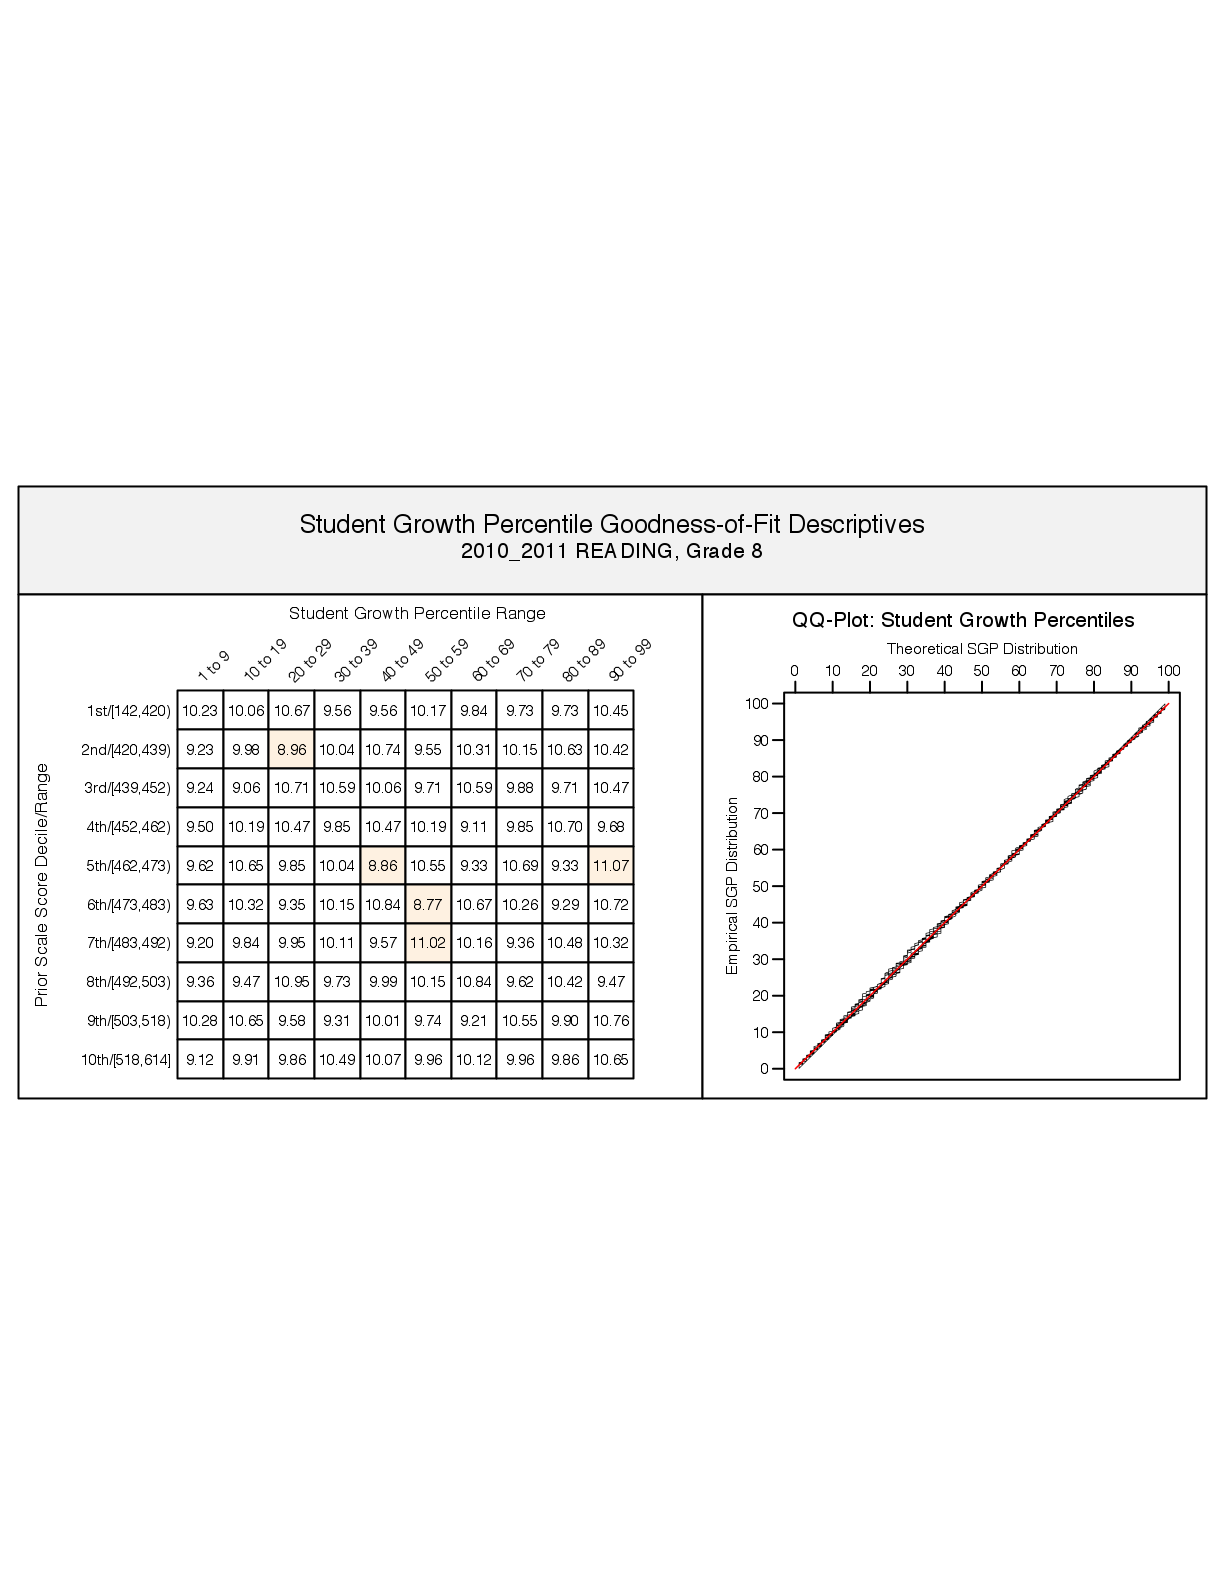 Student Growth Percentile Goodness-of-Fit Descriptives
2010_2011 READING, Grade 8
Student Growth Percentile Range
1 to 9 10 to 19 20 to 29 30 to 39 40 to 49 50 to 59 60 to 69 70 to 79 80 to 89 90 to 99
Prior Scale Score Decile/Range
1st/[142,420) 10.23 10.06 10.67 9.56 9.56 10.17 9.84 9.73 9.73 10.45
2nd/[420,439) 9.23 9.98 8.96 10.04 10.74 9.55 10.31 10.15 10.63 10.42
3rd/[439,452) 9.24 9.06 10.71 10.59 10.06 9.71 10.59 9.88 9.71 10.47
4th/[452,462) 9.50 10.19 10.47 9.85 10.47 10.19 9.11 9.85 10.70 9.68
5th/[462,473) 9.62 10.65 9.85 10.04 8.86 10.55 9.33 10.69 9.33 11.07
6th/[473,483) 9.63 10.32 9.35 10.15 10.84 8.77 10.67 10.26 9.29 10.72
7th/[483,492) 9.20 9.84 9.95 10.11 9.57 11.02 10.16 9.36 10.48 10.32
8th/[492,503) 9.36 9.47 10.95 9.73 9.99 10.15 10.84 9.62 10.42 9.47
9th/[503,518) 10.28 10.65 9.58 9.31 10.01 9.74 9.21 10.55 9.90 10.76
10th/[518,614] 9.12 9.91 9.86 10.49 10.07 9.96 10.12 9.96 9.86 10.65
QQ-Plot: Student Growth Percentiles
Theoretical SGP Distribution
0 10 20 30 40 50 60 70 80 90 100
Empirical SGP Distribution
100
90
80
70
60
50
40
30
20
10
0